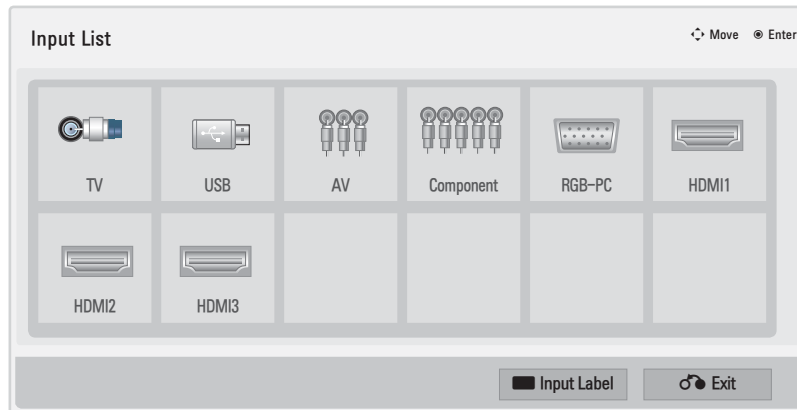 Input List
Move Enter
TV USB AV Component RGB-PC HDMI1
HDMI2 HDMI3
Input Label Exit